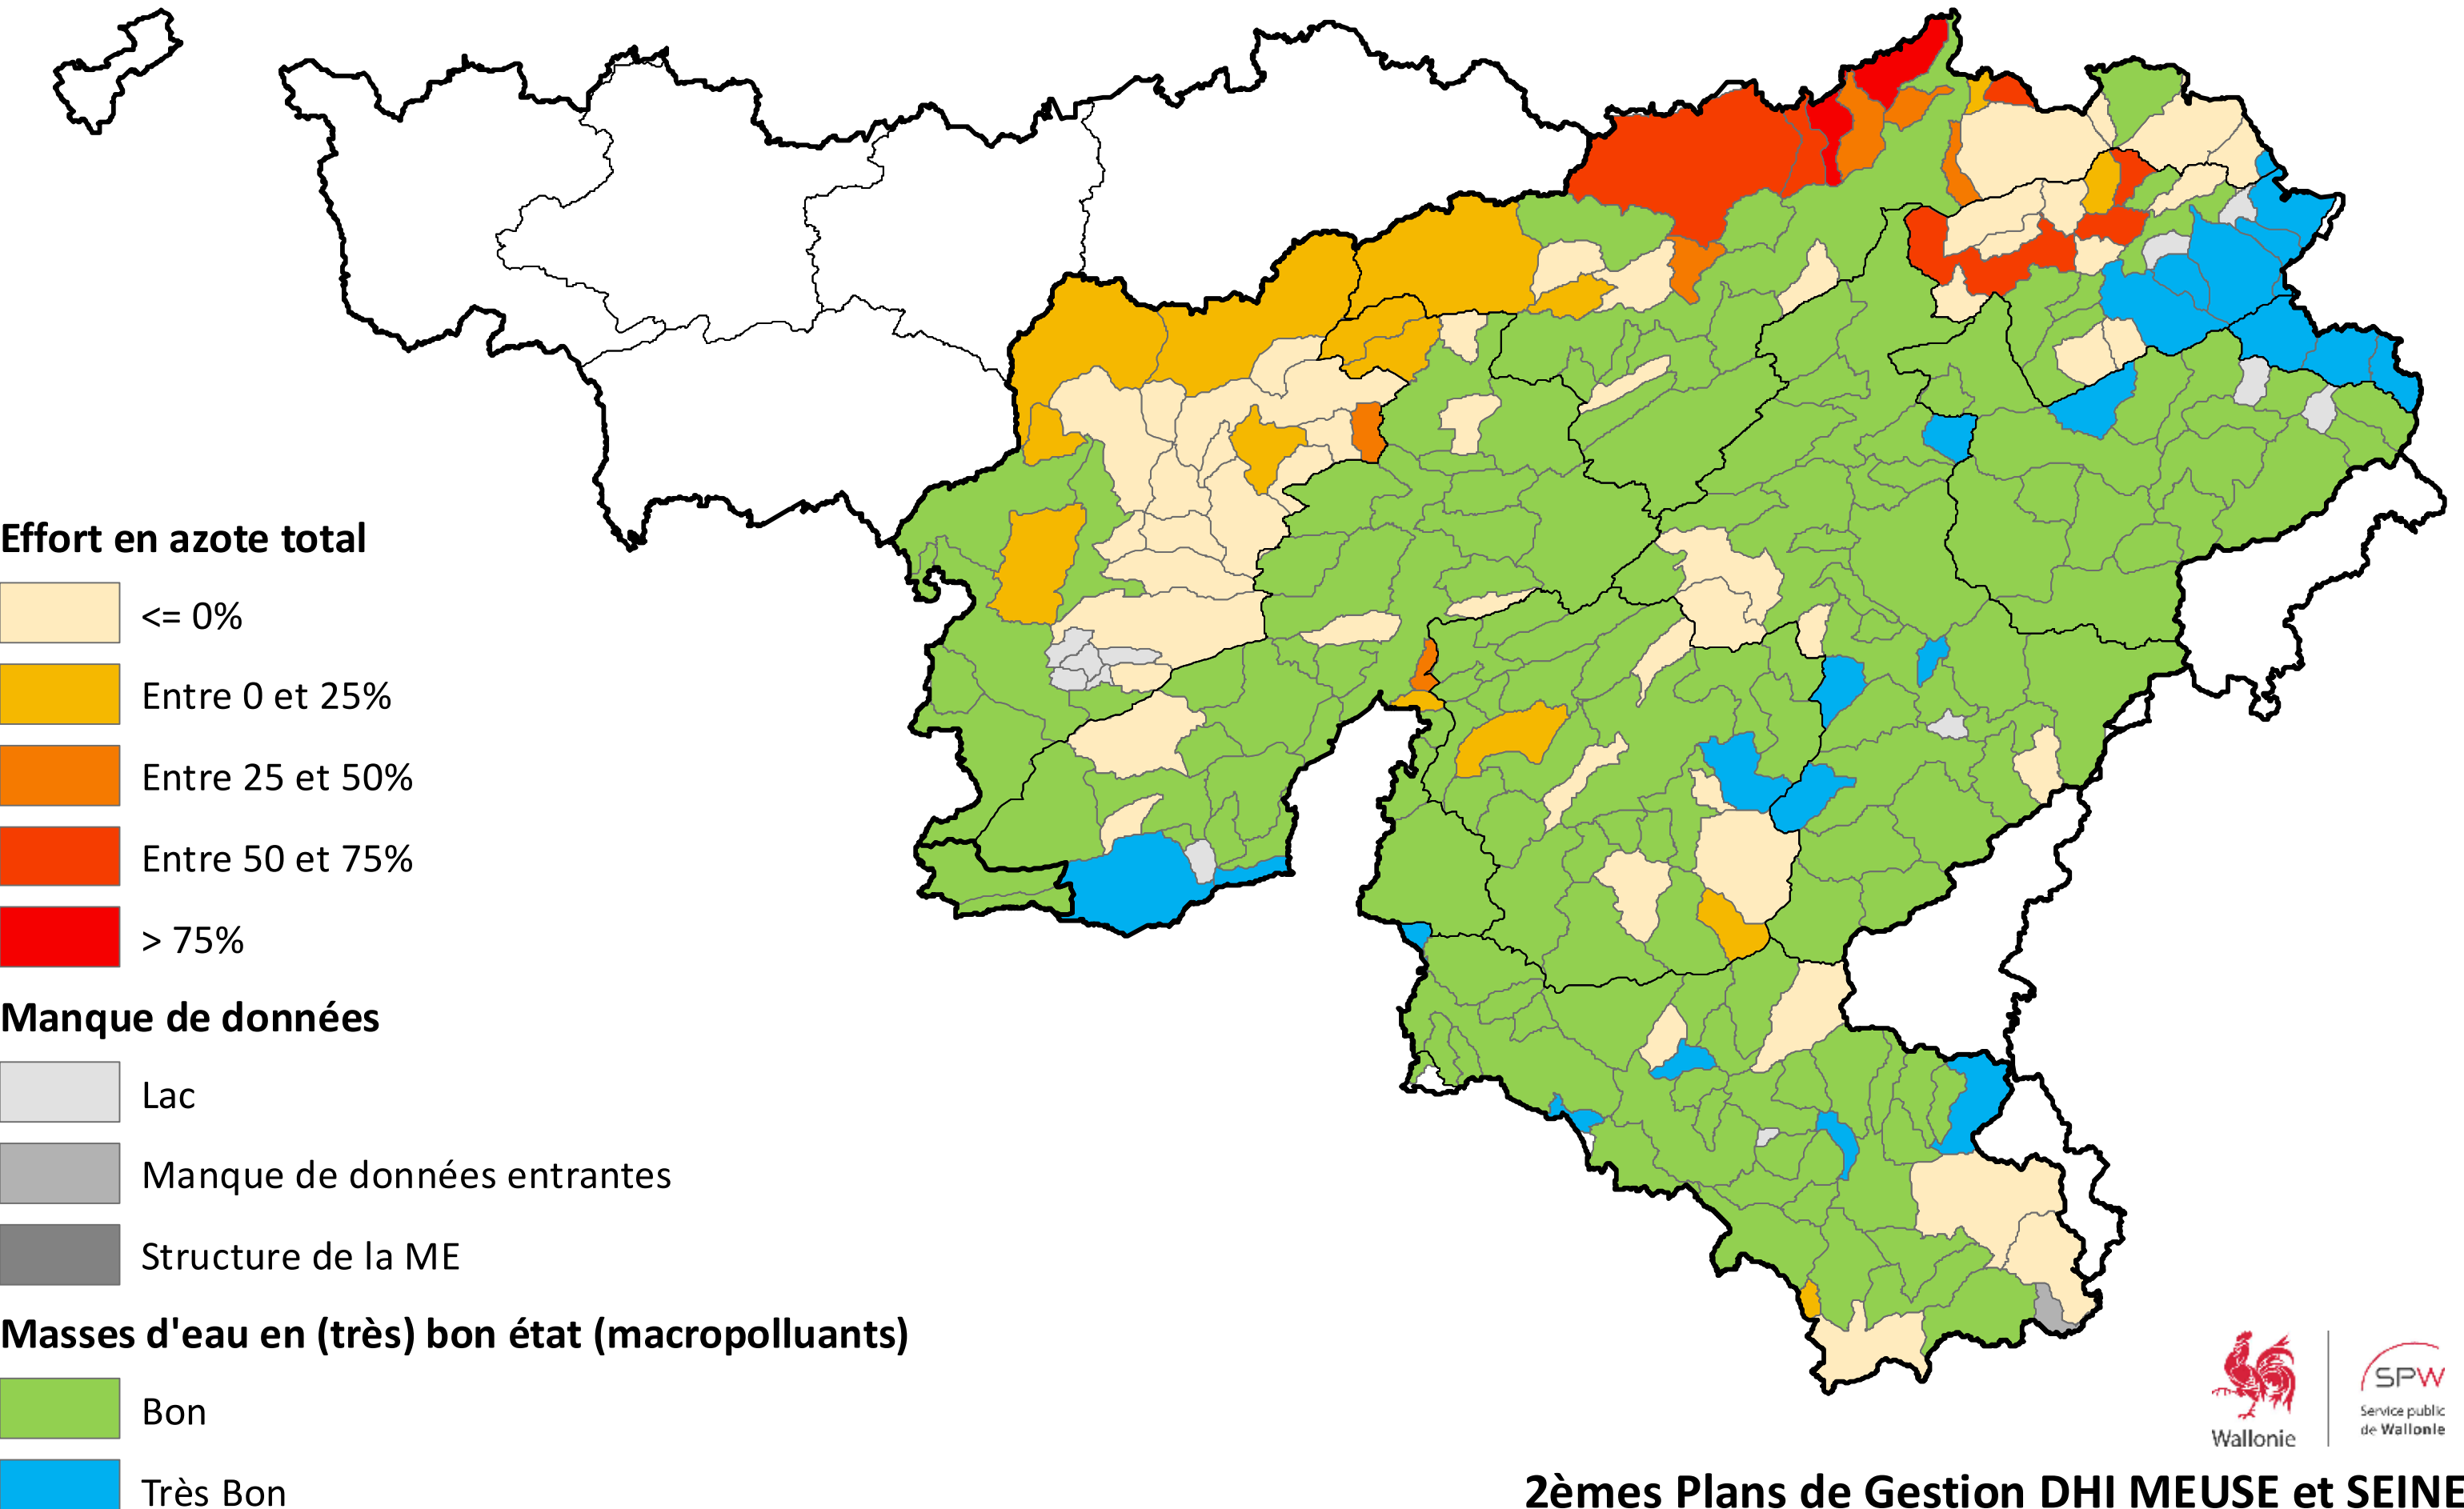 Effort en azote total
<= 0%
Entre 0 et 25%
Entre 25 et 50%
Entre 50 et 75%
> 75%
Manque de données
Lac
Manque de données entrantes
Structure de la ME
Masses d'eau en (très) bon état (macropolluants)
Bon
Très Bon
Wallonie
SPW
Service public
de Wallonie
2èmes Plans de Gestion DHI MEUSE et SEINE